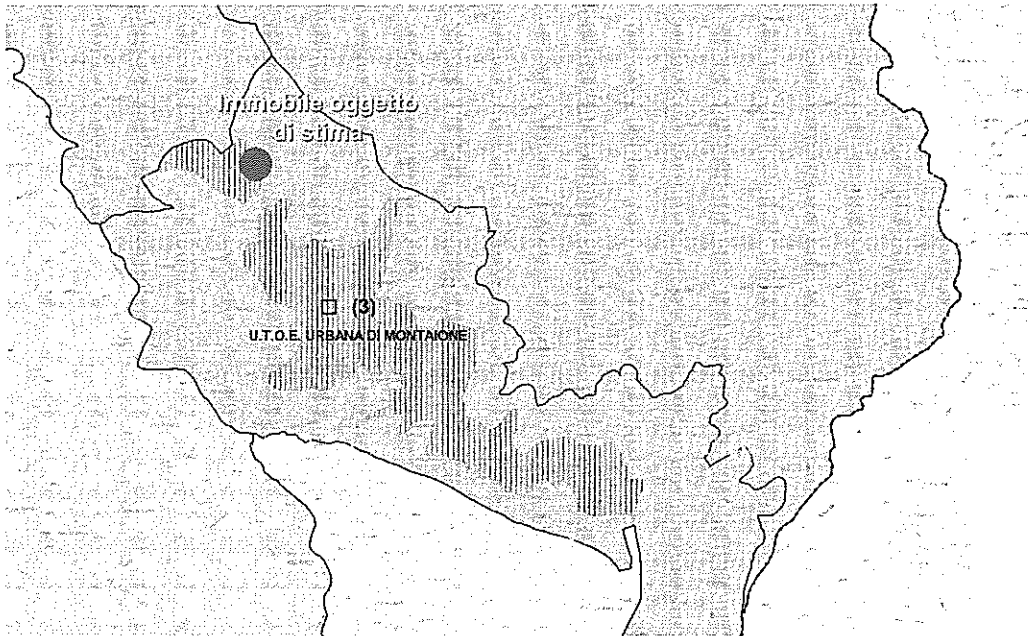 Immobile oggetto
di stima
(3)
U.T.O.E. URBANA DI MONTAIONE